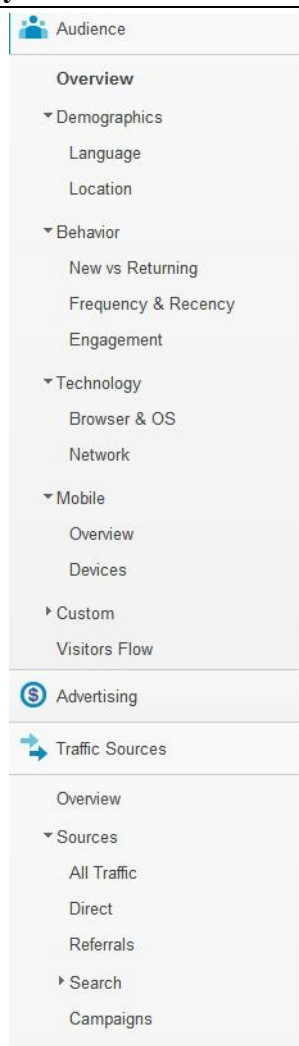 Audience
Overview
Demographics
Language
Location
Behavior
New vs Returning
Frequency & Recency
Engagement
Technology
Browser & OS
Network
Mobile
Overview
Devices
Custom
Visitors Flow
Advertising
Traffic Sources
Overview
Sources
All Traffic
Direct
Referrals
Search
Campaigns